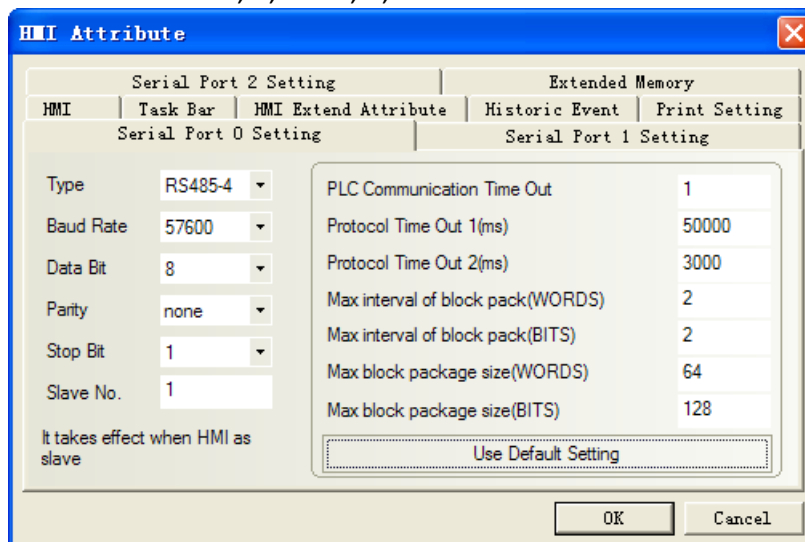 HMI Attribute
Serial Port 2 Setting Extended Memory
HMI Task Bar HMI Extend Attribute Historic Event Print Setting
Serial Port 0 Setting Serial Port 1 Setting
Type RS485-4
Baud Rate 57600
Data Bit 8
Parity none
Stop Bit 1
Slave No. 1
It takes effect when HMI as
slave
PLC Communication Time Out 1
Protocol Time Out 1(ms) 50000
Protocol Time Out 2(ms) 3000
Max interval of block pack(WORDS) 2
Max interval of block pack(BITS) 2
Max block package size(WORDS) 64
Max block package size(BITS) 128
Use Default Setting
OK Cancel